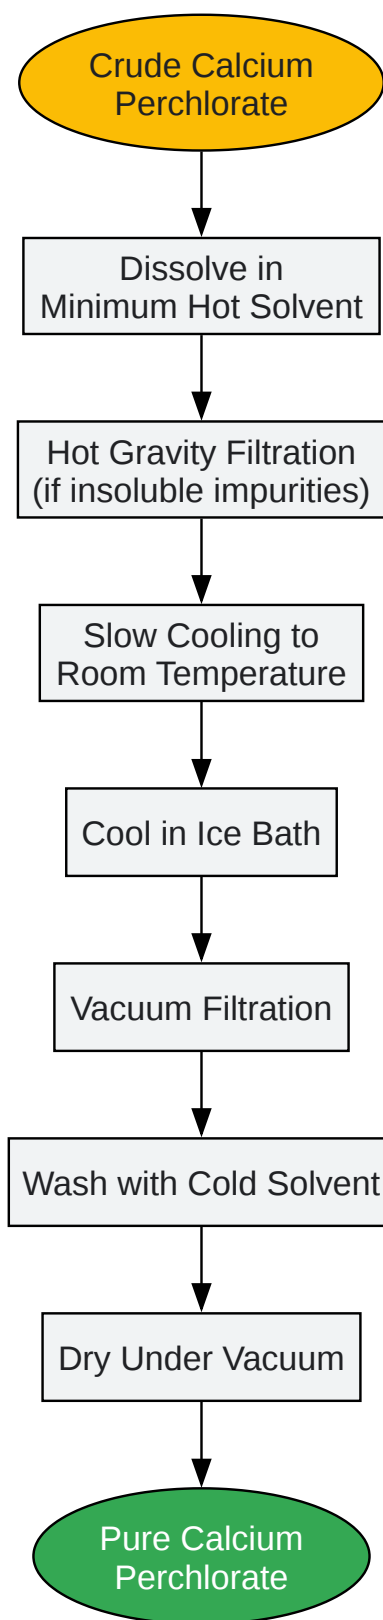 Crude Calcium
Perchlorate
Dissolve in
Minimum Hot Solvent
Hot Gravity Filtration
(if insoluble impurities)
Slow Cooling to
Room Temperature
Cool in Ice Bath
Vacuum Filtration
Wash with Cold Solvent
Dry Under Vacuum
Pure Calcium
Perchlorate